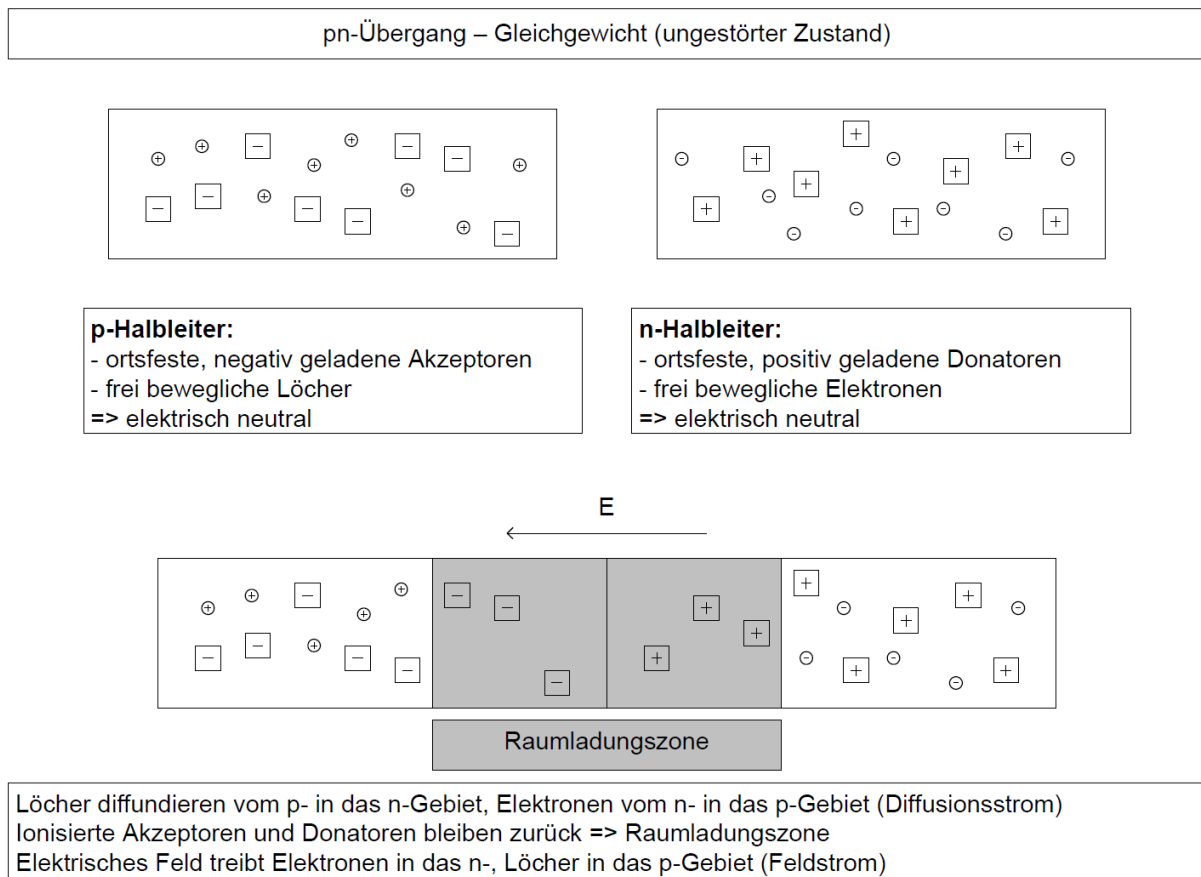 pn-Übergang – Gleichgewicht (ungestörter Zustand)
p-Halbleiter:
- ortsfeste, negativ geladene Akzeptoren
- frei bewegliche Löcher
=> elektrisch neutral
n-Halbleiter:
- ortsfeste, positiv geladene Donatoren
- frei bewegliche Elektronen
=> elektrisch neutral
E
Raumladungszone
Löcher diffundieren vom p- in das n-Gebiet, Elektronen vom n- in das p-Gebiet (Diffusionsstrom)
Ionisierte Akzeptoren und Donatoren bleiben zurück => Raumladungszone
Elektrisches Feld treibt Elektronen in das n-, Löcher in das p-Gebiet (Feldstrom)